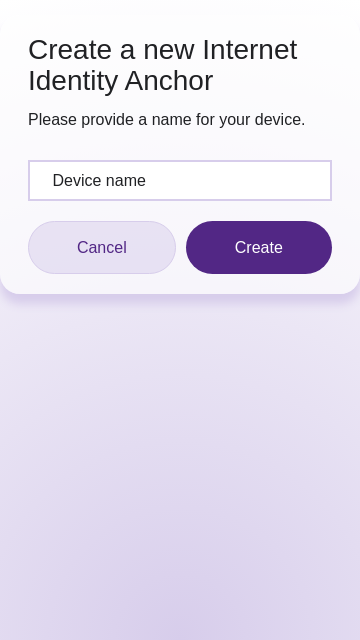 Create a new Internet
Identity Anchor
Please provide a name for your device.
Device name
Cancel
Create